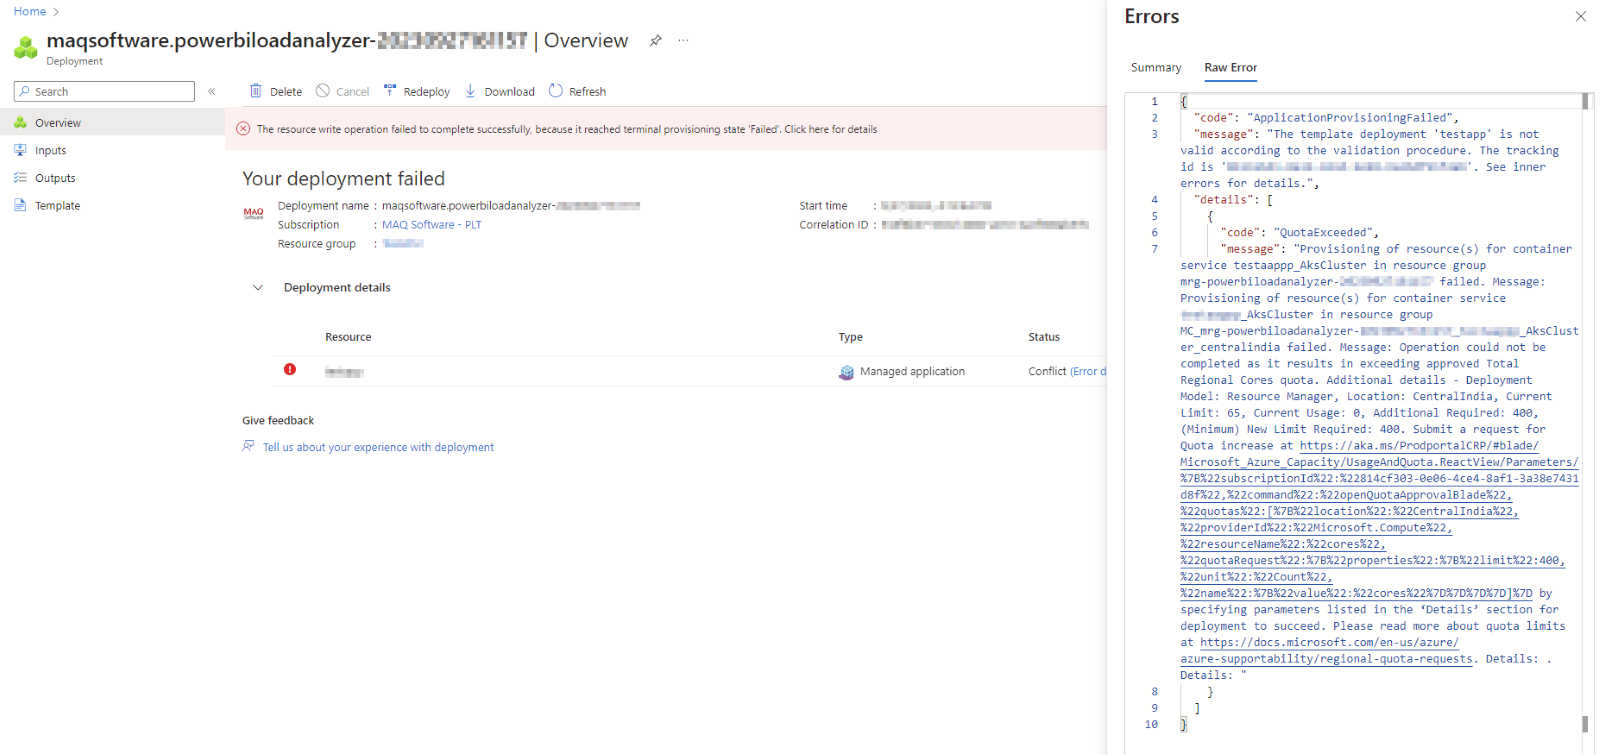 Home >
maqsoftware.powerbiloadanalyzer- | Overview
Deployment
Search
Overview
Inputs
Outputs
Template
Delete
Cancel
Redeploy
Download
Refresh
The resource write operation failed to complete successfully, because it reached terminal provisioning state 'Failed'. Click here for details
Your deployment failed
MAQ
Software
Deployment name : maqsoftware.powerbiloadanalyzer-
Subscription : MAQ Software - PLT
Resource group :
Start time :
Correlation ID :
Deployment details
Resource Type Status
Managed application Conflict (Error d
Give feedback
Tell us about your experience with deployment
Errors
Summary
Raw Error
1 {
2 "code": "ApplicationProvisioningFailed",
3 "message": "The template deployment 'testapp' is not
valid according to the validation procedure. The tracking
id is ' '. See inner
errors for details.",
4 "details": [
5 {
6 "code": "QuotaExceeded",
7 "message": "Provisioning of resource(s) for container
service testaappp_AksCluster in resource group
mrg-powerbiloadanalyzer- failed. Message:
Provisioning of resource(s) for container service
_AksCluster in resource group
MC_mrg-powerbiloadanalyzer- _AksClust
er_centralindia failed. Message: Operation could not be
completed as it results in exceeding approved Total
Regional Cores quota. Additional details - Deployment
Model: Resource Manager, Location: CentralIndia, Current
Limit: 65, Current Usage: 0, Additional Required: 400,
(Minimum) New Limit Required: 400. Submit a request for
Quota increase at https://aka.ms/ProdportalCRP/#blade/
Microsoft_Azure_Capacity/UsageAndQuota.ReactView/Parameters/
%7B%22subscriptionId%22:%22814cf303-0e06-4ce4-8af1-3a38e7431
d8f%22,%22command%22:%22openQuotaApprovalBlade%22,
%22quotas%22:[%7B%22location%22:%22CentralIndia%22,
%22providerId%22:%22Microsoft.Compute%22,
%22resourceName%22:%22cores%22,
%22quotaRequest%22:%7B%22properties%22:%7B%22limit%22:400,
%22unit%22:%22Count%22,
%22name%22:%7B%22value%22:%22cores%22%7D%7D%7D%7D]%7D by
specifying parameters listed in the ‘Details’ section for
deployment to succeed. Please read more about quota limits
at https://docs.microsoft.com/en-us/azure/
azure-supportability/regional-quota-requests. Details: .
Details: "
8 }
9 ]
10 }